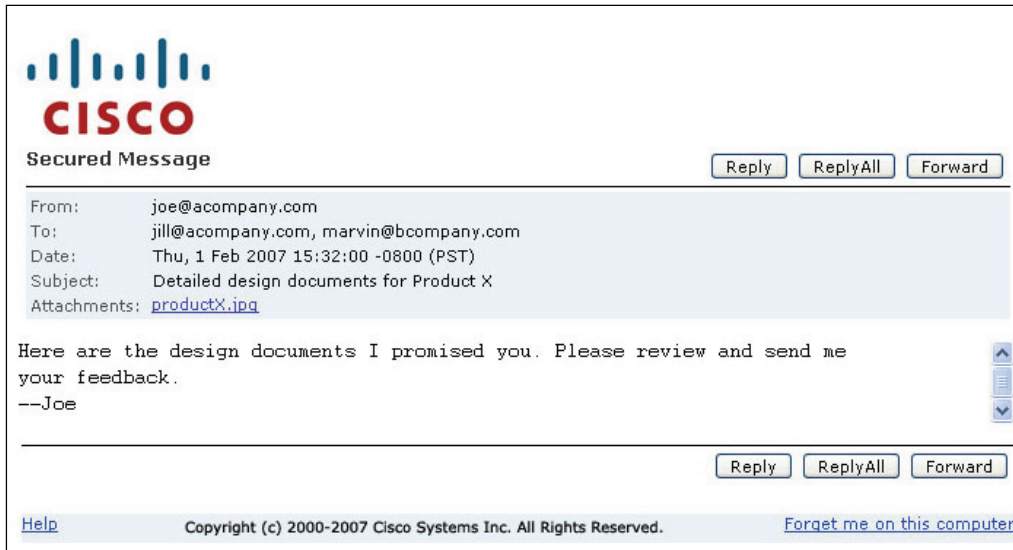 CISCO
Secured Message
Reply ReplyAll Forward
From: joe@acompany.com
To: jill@acompany.com, marvin@bcompany.com
Date: Thu, 1 Feb 2007 15:32:00 -0800 (PST)
Subject: Detailed design documents for Product X
Attachments: productX.jpg
Here are the design documents I promised you. Please review and send me
your feedback.
--Joe
Reply ReplyAll Forward
Help Copyright (c) 2000-2007 Cisco Systems Inc. All Rights Reserved. Forget me on this computer